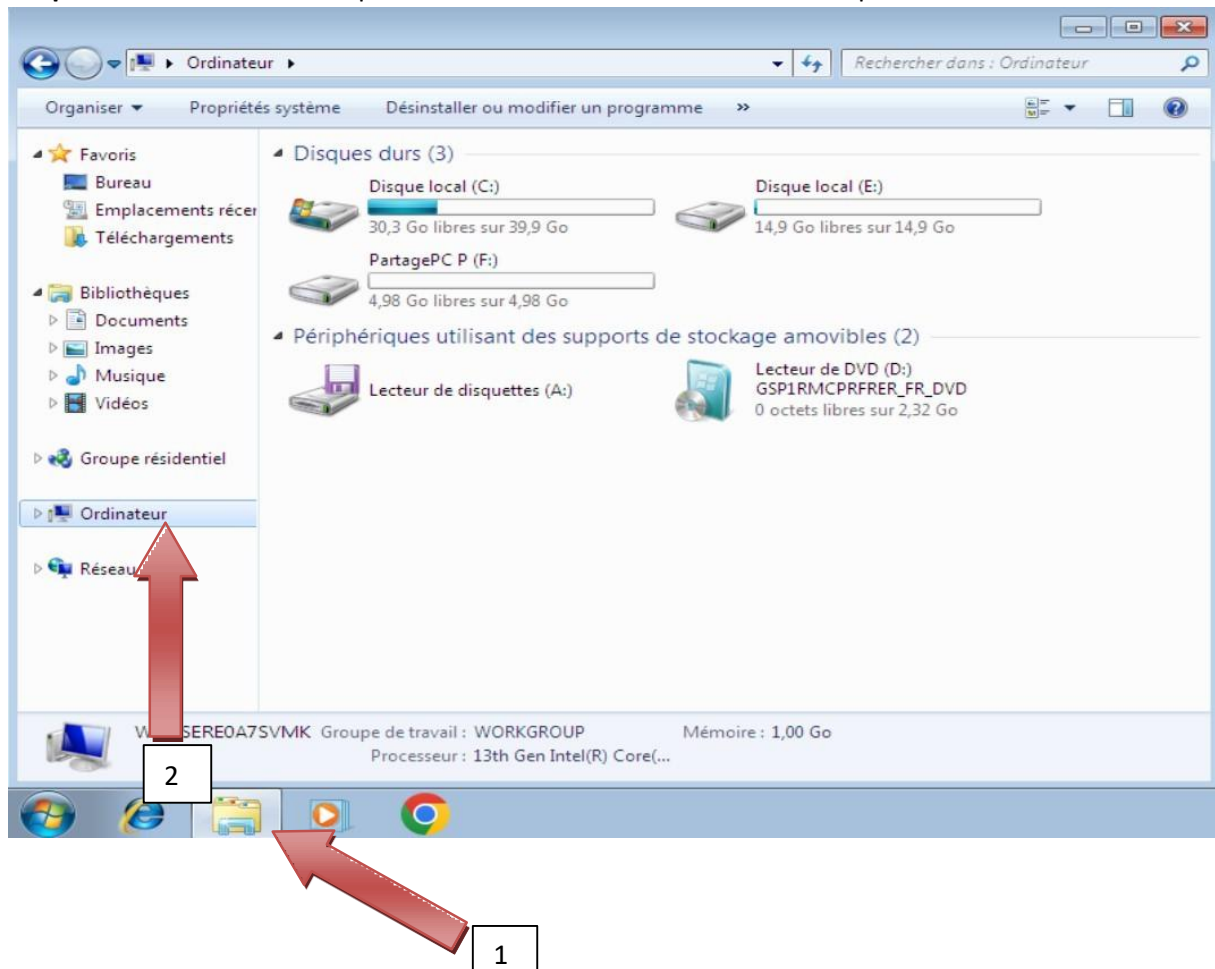 Ordinateur
Rechercher dans : Ordinateur
Organiser Propriétés système Désinstaller ou modifier un programme »
Favoris
Bureau
Emplacements récer
Téléchargements
Bibliothèques
Documents
Images
Musique
Vidéos
Groupe résidentiel
Ordinateur
Réseau
Disques durs (3)
Disque local (C:)
30,3 Go libres sur 39,9 Go
Disque local (E:)
14,9 Go libres sur 14,9 Go
PartagePC P (F:)
4,98 Go libres sur 4,98 Go
Périphériques utilisant des supports de stockage amovibles (2)
Lecteur de disquettes (A:)
Lecteur de DVD (D:)
GSP1RMCPRFRER_FR_DVD
0 octets libres sur 2,32 Go
Groupe de travail : WORKGROUP Mémoire : 1,00 Go
Processeur : 13th Gen Intel(R) Core(...
2
1